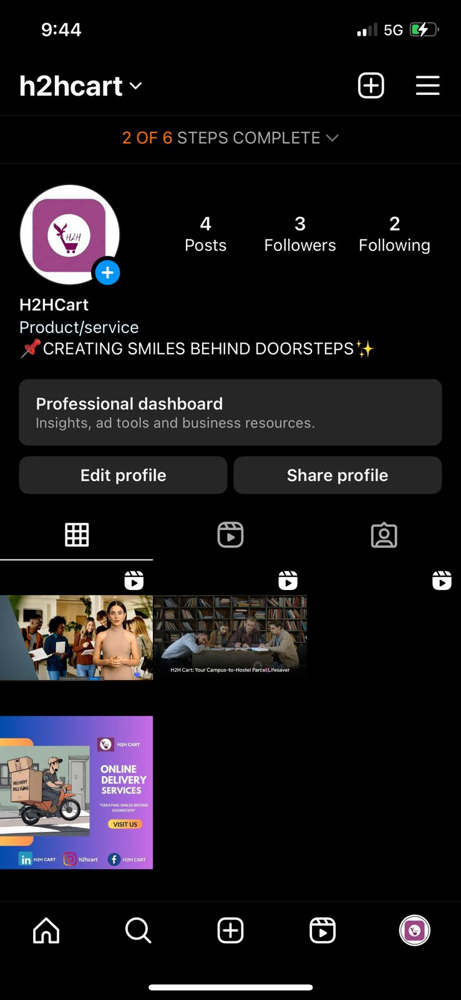 9:44
5G
h2hcart
2 OF 6 STEPS COMPLETE
H2H
4
Posts
3
Followers
2
Following
H2HCart
Product/service
📌CREATING SMILES BEHIND DOORSTEPS✨
Professional dashboard
Insights, ad tools and business resources.
Edit profile
Share profile
H2H Cart: Your Campus-to-Hostel Parcel Lifesaver
H2H CART
ONLINE
DELIVERY
SERVICES
"CREATING SMILES BEHIND
DOORSTEPS"
VISIT US
DELIVERY
H2H CART
h2hcart
H2H CART